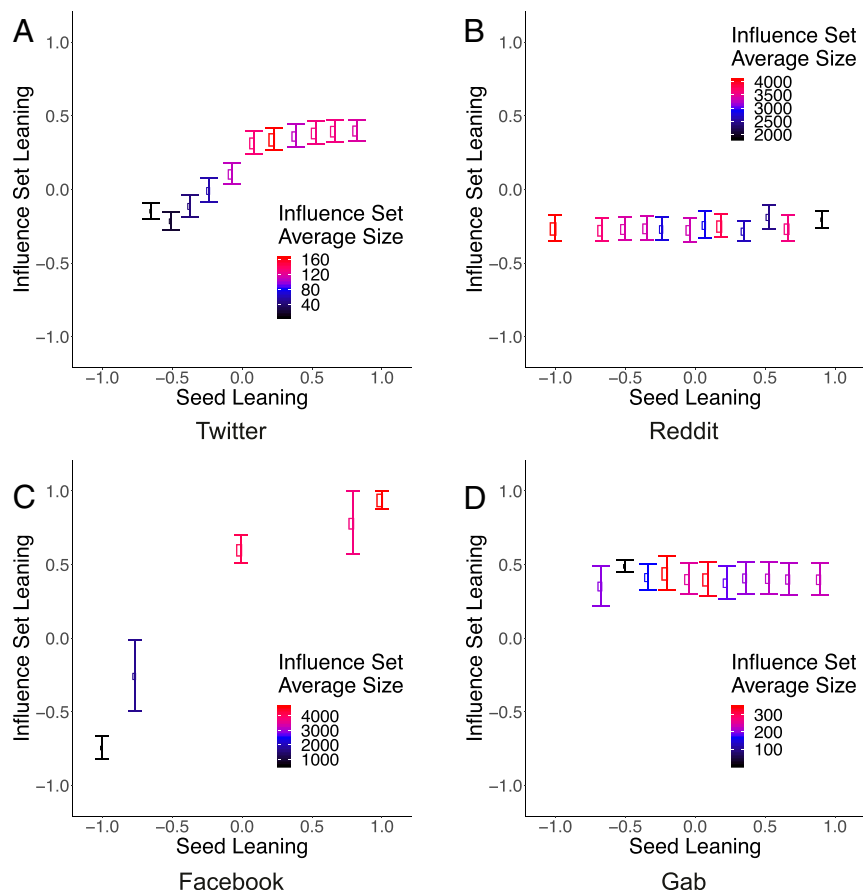 A
Influence Set Leaning
1.0
0.5
0.0
−0.5
−1.0
Influence Set
Average Size
160
120
80
40
−1.0 −0.5 0.0 0.5 1.0
Seed Leaning
Twitter
B
Influence Set Leaning
1.0
0.5
0.0
−0.5
−1.0
Influence Set
Average Size
4000
3500
3000
2500
2000
−1.0 −0.5 0.0 0.5 1.0
Seed Leaning
Reddit
C
Influence Set Leaning
1.0
0.5
0.0
−0.5
−1.0
Influence Set
Average Size
4000
3000
2000
1000
−1.0 −0.5 0.0 0.5 1.0
Seed Leaning
Facebook
D
Influence Set Leaning
1.0
0.5
0.0
−0.5
−1.0
Influence Set
Average Size
300
200
100
−1.0 −0.5 0.0 0.5 1.0
Seed Leaning
Gab